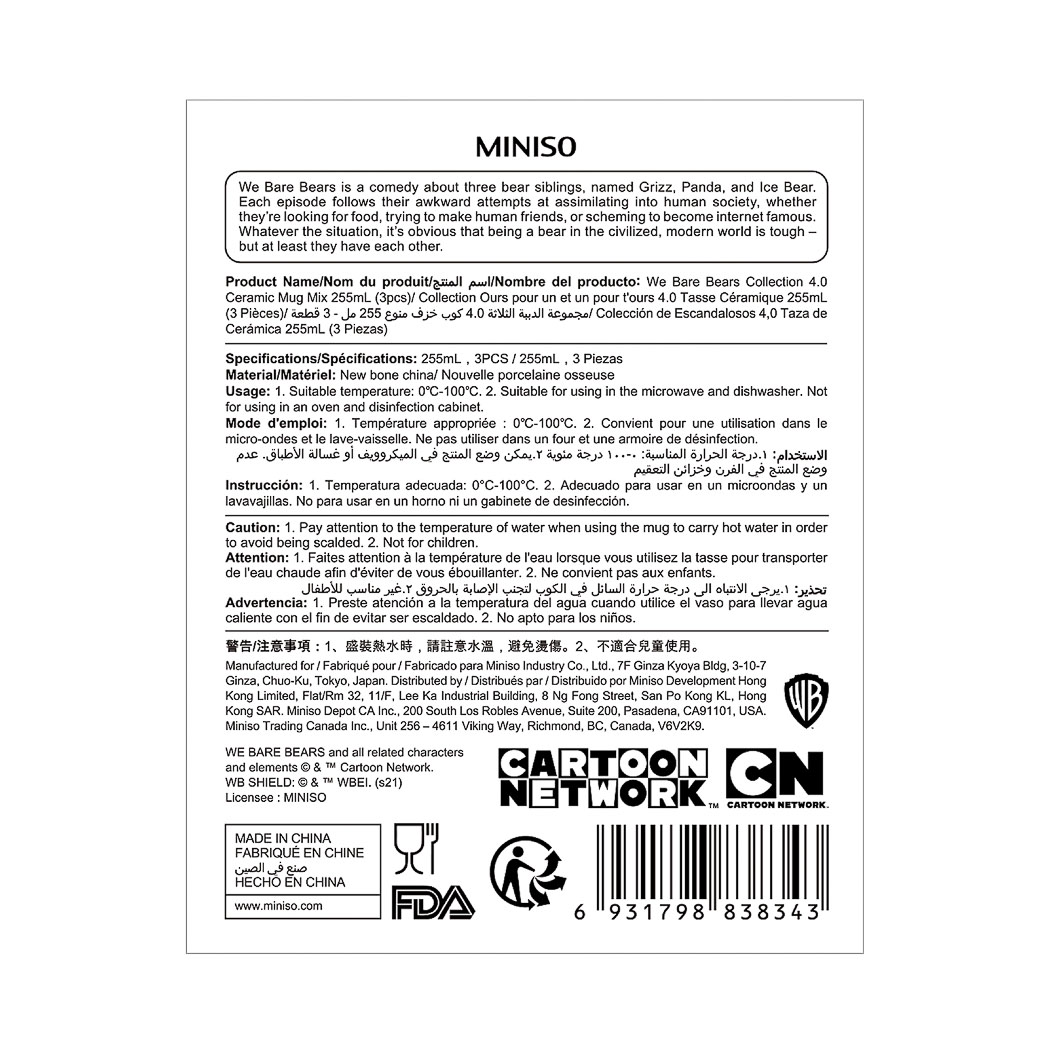 MINISO
We Bare Bears is a comedy about three bear siblings, named Grizz, Panda, and Ice Bear.
Each episode follows their awkward attempts at assimilating into human society, whether
they're looking for food, trying to make human friends, or scheming to become internet famous.
Whatever the situation, it's obvious that being a bear in the civilized, modern world is tough –
but at least they have each other.
Product Name/Nom du produit/اسم المنتج/Nombre del producto: We Bare Bears Collection 4.0
Ceramic Mug Mix 255mL (3pcs)/ Collection Ours pour un et un pour t'ours 4.0 Tasse Céramique 255mL
(3 Pièces)/ مجموعة الدببة الثلاثة 4.0 كوب خزف منوع 255 مل - 3 قطعة/ Colección de Escandalosos 4,0 Taza de
Cerámica 255mL (3 Piezas)
Specifications/Spécifications: 255mL , 3PCS / 255mL , 3 Piezas
Material/Matériel: New bone china/ Nouvelle porcelaine osseuse
Usage: 1. Suitable temperature: 0℃-100℃. 2. Suitable for using in the microwave and dishwasher. Not
for using in an oven and disinfection cabinet.
Mode d'emploi: 1. Température appropriée : 0℃-100℃. 2. Convient pour une utilisation dans le
micro-ondes et le lave-vaisselle. Ne pas utiliser dans un four et une armoire de désinfection.
الاستخدام: ١.درجة الحرارة المناسبة: ٠-١٠٠ درجة مئوية ٢.يمكن وضع المنتج في الميكروويف أو غسالة الأطباق. عدم
وضع المنتج في الفرن وخزائن التعقيم
Instrucción: 1. Temperatura adecuada: 0°C-100°C. 2. Adecuado para usar en un microondas y un
lavavajillas. No para usar en un horno ni un gabinete de desinfección.
Caution: 1. Pay attention to the temperature of water when using the mug to carry hot water in order
to avoid being scalded. 2. Not for children.
Attention: 1. Faites attention à la température de l'eau lorsque vous utilisez la tasse pour transporter
de l'eau chaude afin d'éviter de vous ébouillanter. 2. Ne convient pas aux enfants.
تحذير: ١.يرجى الانتباه الى درجة حرارة السائل في الكوب لتجنب الإصابة بالحروق ٢.غير مناسب للأطفال
Advertencia: 1. Preste atención a la temperatura del agua cuando utilice el vaso para llevar agua
caliente con el fin de evitar ser escaldado. 2. No apto para los niños.
警告/注意事項：1、盛裝熱水時，請註意水溫，避免燙傷。2、不適合兒童使用。
Manufactured for / Fabriqué pour / Fabricado para Miniso Industry Co., Ltd., 7F Ginza Kyoya Bldg, 3-10-7
Ginza, Chuo-Ku, Tokyo, Japan. Distributed by / Distribués par / Distribuido por Miniso Development Hong
Kong Limited, Flat/Rm 32, 11/F, Lee Ka Industrial Building, 8 Ng Fong Street, San Po Kong KL, Hong
Kong SAR. Miniso Depot CA Inc., 200 South Los Robles Avenue, Suite 200, Pasadena, CA91101, USA.
Miniso Trading Canada Inc., Unit 256 – 4611 Viking Way, Richmond, BC, Canada, V6V2K9.
WB
WE BARE BEARS and all related characters
and elements © & ™ Cartoon Network.
WB SHIELD: © & ™ WBEI. (s21)
Licensee : MINISO
CARTOON
NETWORK™
CN
CARTOON NETWORK.
MADE IN CHINA
FABRIQUÉ EN CHINE
صنع في الصين
HECHO EN CHINA
www.miniso.com
FDA
6 931798 838343